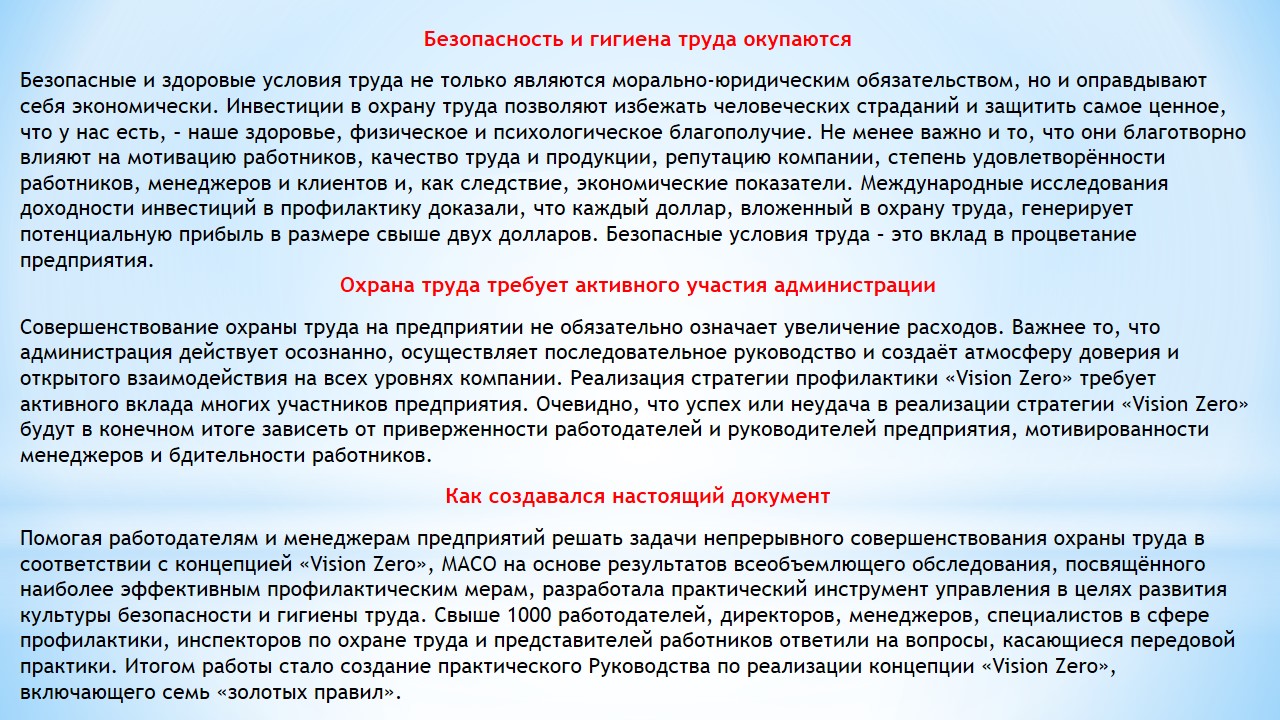 Безопасность и гигиена труда окупаются
Безопасные и здоровые условия труда не только являются морально-юридическим обязательством, но и оправдывают
себя экономически. Инвестиции в охрану труда позволяют избежать человеческих страданий и защитить самое ценное,
что у нас есть, – наше здоровье, физическое и психологическое благополучие. Не менее важно и то, что они благотворно
влияют на мотивацию работников, качество труда и продукции, репутацию компании, степень удовлетворённости
работников, менеджеров и клиентов и, как следствие, экономические показатели. Международные исследования
доходности инвестиций в профилактику доказали, что каждый доллар, вложенный в охрану труда, генерирует
потенциальную прибыль в размере свыше двух долларов. Безопасные условия труда – это вклад в процветание
предприятия.
Охрана труда требует активного участия администрации
Совершенствование охраны труда на предприятии не обязательно означает увеличение расходов. Важнее то, что
администрация действует осознанно, осуществляет последовательное руководство и создаёт атмосферу доверия и
открытого взаимодействия на всех уровнях компании. Реализация стратегии профилактики «Vision Zero» требует
активного вклада многих участников предприятия. Очевидно, что успех или неудача в реализации стратегии «Vision Zero»
будут в конечном итоге зависеть от приверженности работодателей и руководителей предприятия, мотивированности
менеджеров и бдительности работников.
Как создавался настоящий документ
Помогая работодателям и менеджерам предприятий решать задачи непрерывного совершенствования охраны труда в
соответствии с концепцией «Vision Zero», МАСО на основе результатов всеобъемлющего обследования, посвящённого
наиболее эффективным профилактическим мерам, разработала практический инструмент управления в целях развития
культуры безопасности и гигиены труда. Свыше 1000 работодателей, директоров, менеджеров, специалистов в сфере
профилактики, инспекторов по охране труда и представителей работников ответили на вопросы, касающиеся передовой
практики. Итогом работы стало создание практического Руководства по реализации концепции «Vision Zero»,
включающего семь «золотых правил».